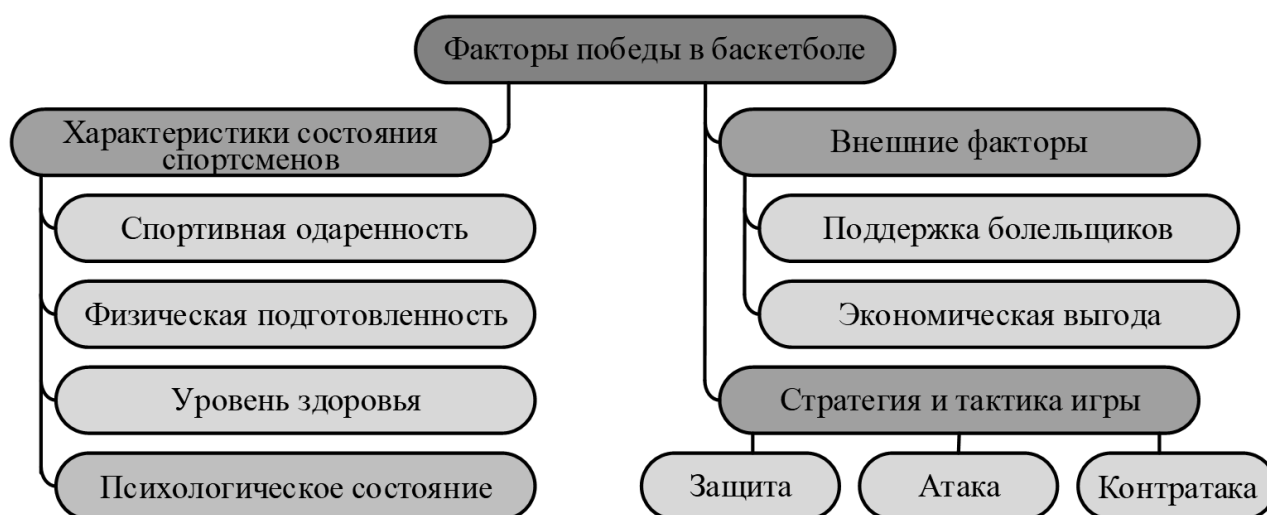 Факторы победы в баскетболе
Характеристики состояния
спортсменов
Спортивная одаренность
Физическая подготовленность
Уровень здоровья
Психологическое состояние
Внешние факторы
Поддержка болельщиков
Экономическая выгода
Стратегия и тактика игры
Защита
Атака
Контратака